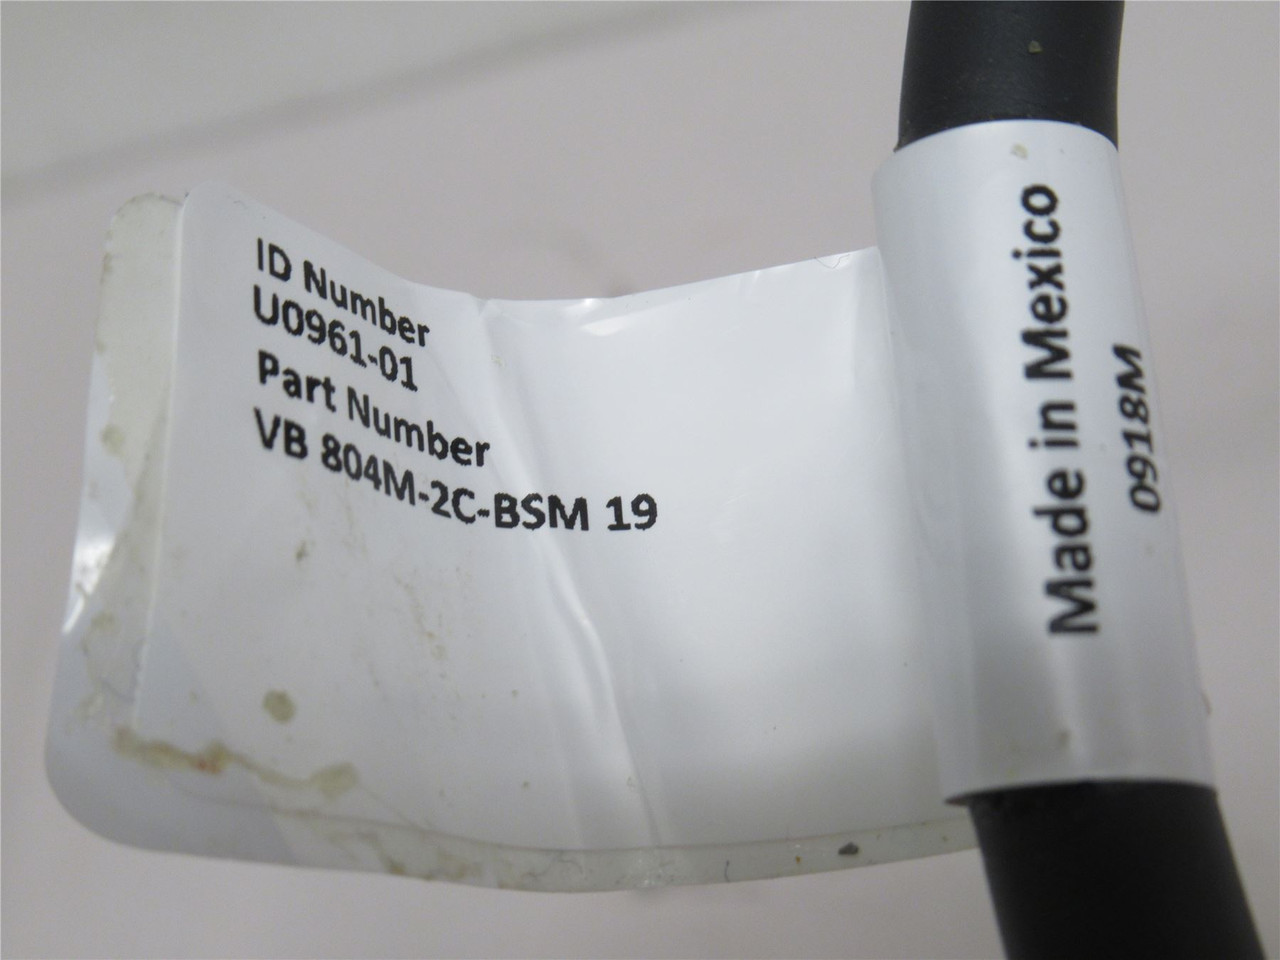 ID Number
U0961-01
Part Number
VB 804M-2C-BSM 19
Made in Mexico
0918M